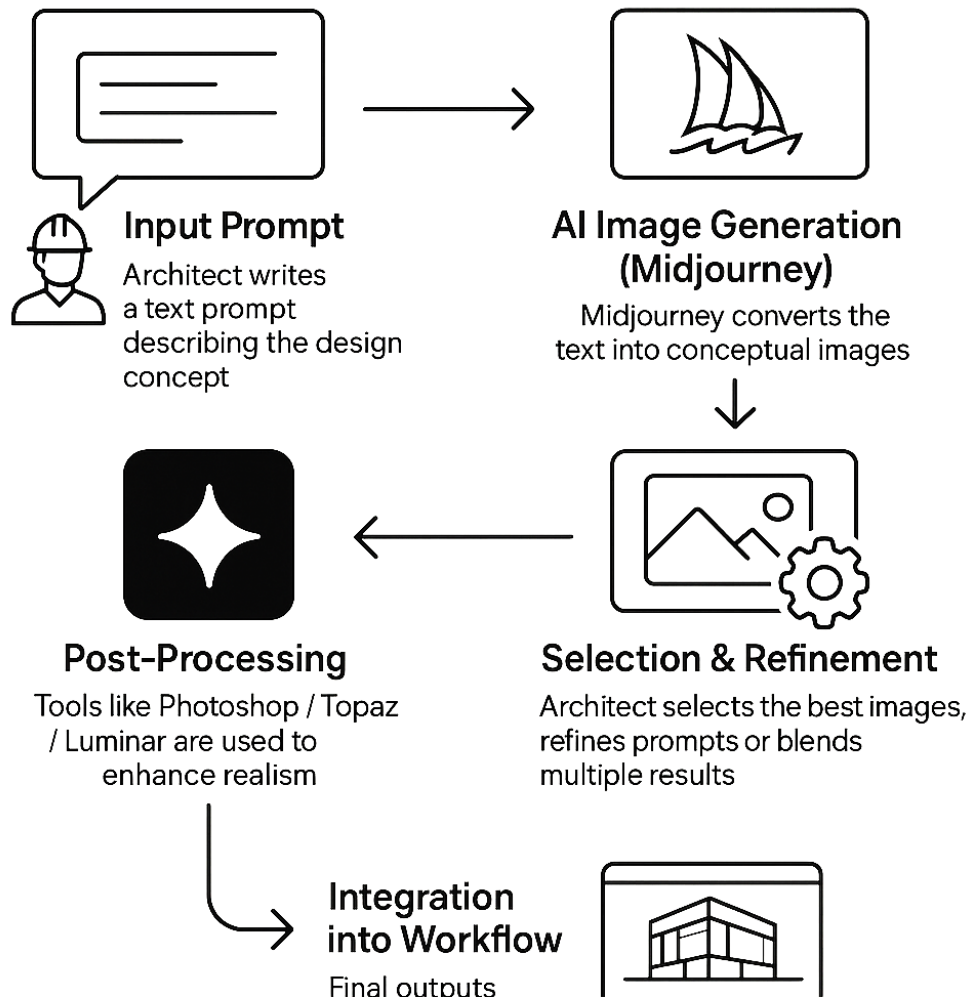 Input Prompt
Architect writes
a text prompt
describing the design
concept
AI Image Generation
(Midjourney)
Midjourney converts the
text into conceptual images
Selection & Refinement
Architect selects the best images,
refines prompts or blends
multiple results
Post-Processing
Tools like Photoshop / Topaz
/ Luminar are used to
enhance realism
Integration
into Workflow
Final outputs